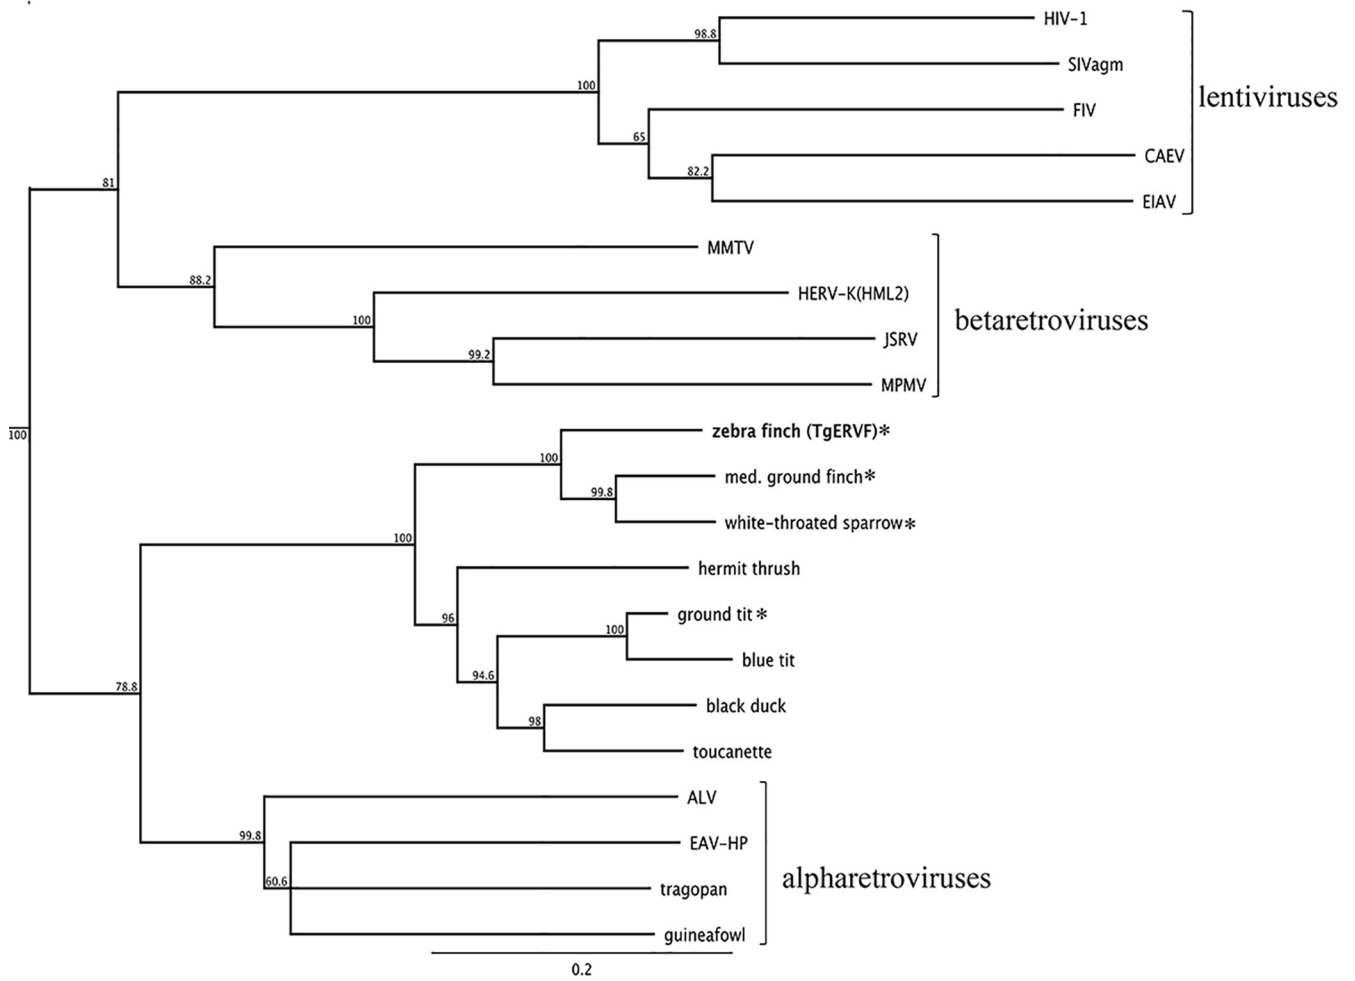 HIV-1
98.8
SIVagm
100
lentiviruses
FIV
65
CAEV
82.2
EIAV
81
MMTV
88.2
HERV-K(HML2)
100
betaretroviruses
JSRV
99.2
MPMV
100
zebra finch (TgERVF)*
100
med. ground finch*
99.8
white-throated sparrow*
100
hermit thrush
96
ground tit*
100
blue tit
94.6
78.8
black duck
98
toucanette
ALV
99.8
EAV-HP
60.6
alpharetroviruses
tragopan
guineafowl
0.2